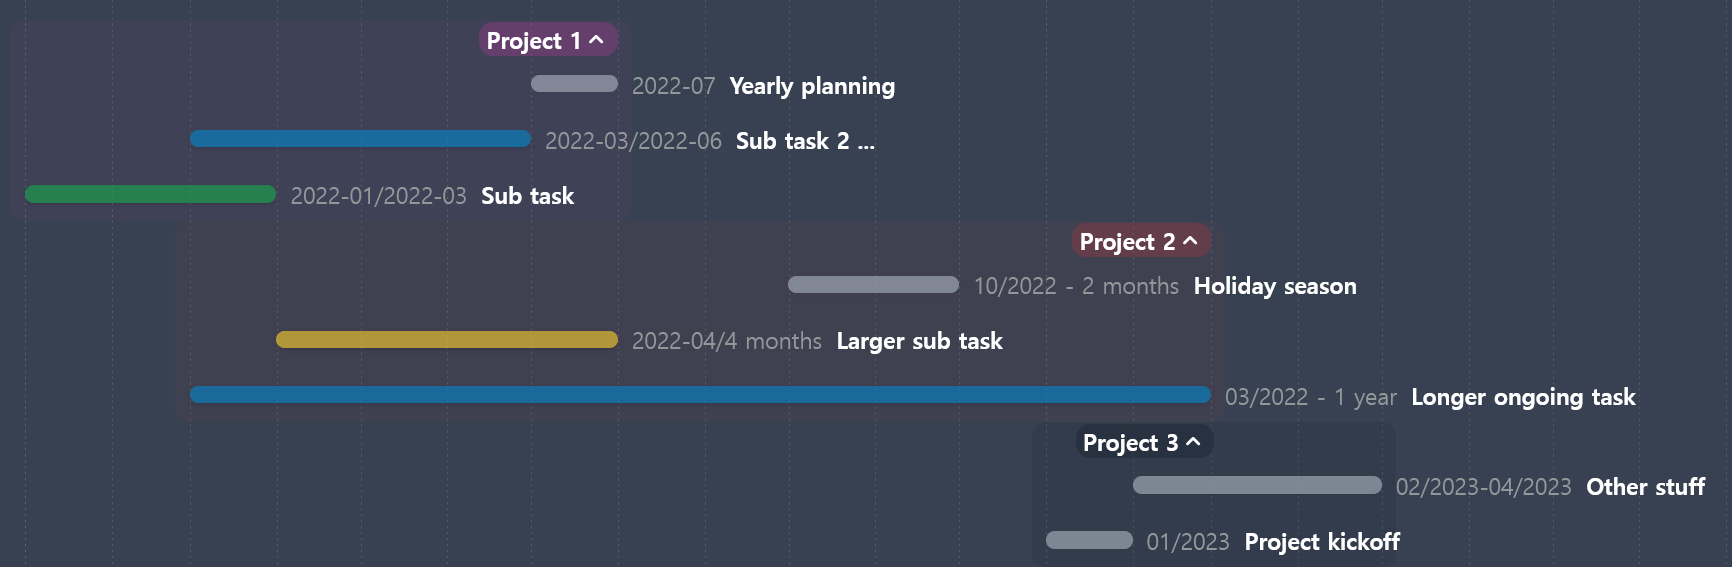 Project 1
2022-07 Yearly planning
2022-03/2022-06 Sub task 2 ...
2022-01/2022-03 Sub task
Project 2
10/2022 - 2 months Holiday season
2022-04/4 months Larger sub task
03/2022 - 1 year Longer ongoing task
Project 3
02/2023-04/2023 Other stuff
01/2023 Project kickoff